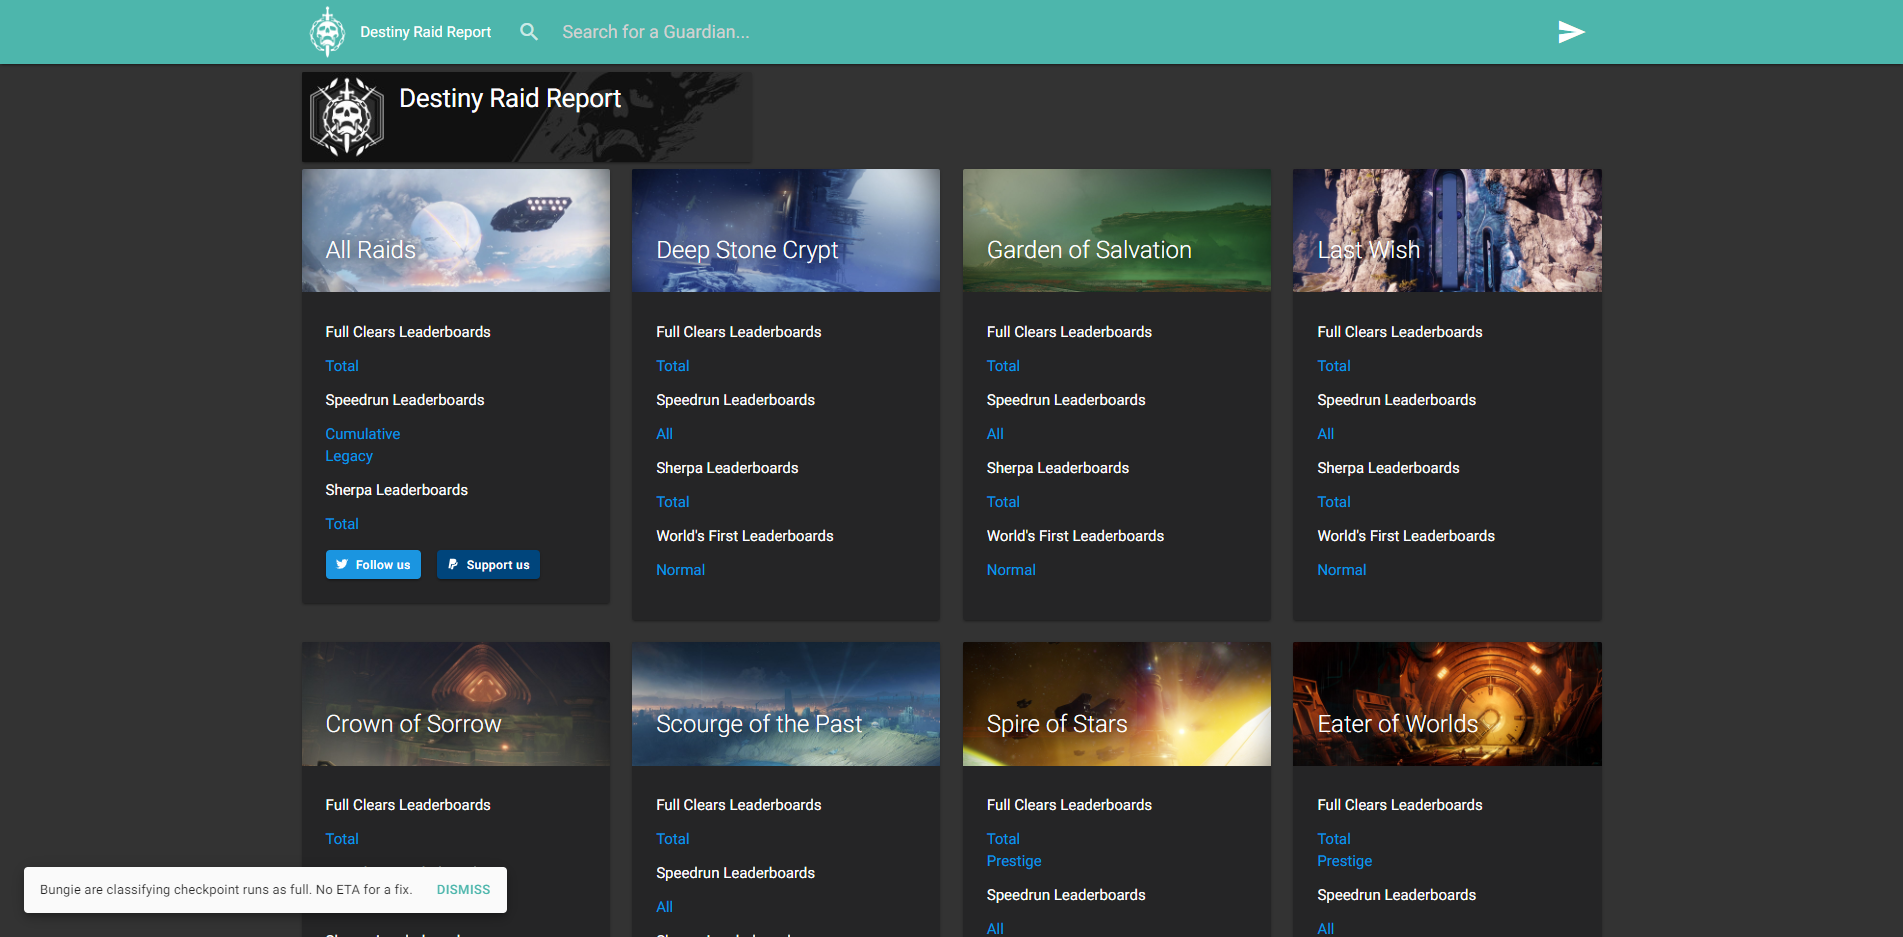 Destiny Raid Report
Search for a Guardian...
Destiny Raid Report
All Raids
Full Clears Leaderboards
Total
Speedrun Leaderboards
Cumulative
Legacy
Sherpa Leaderboards
Total
Follow us
Support us
Deep Stone Crypt
Full Clears Leaderboards
Total
Speedrun Leaderboards
All
Sherpa Leaderboards
Total
World's First Leaderboards
Normal
Garden of Salvation
Full Clears Leaderboards
Total
Speedrun Leaderboards
All
Sherpa Leaderboards
Total
World's First Leaderboards
Normal
Last Wish
Full Clears Leaderboards
Total
Speedrun Leaderboards
All
Sherpa Leaderboards
Total
World's First Leaderboards
Normal
Crown of Sorrow
Full Clears Leaderboards
Total
Scourge of the Past
Full Clears Leaderboards
Total
Speedrun Leaderboards
All
Spire of Stars
Full Clears Leaderboards
Total
Prestige
Speedrun Leaderboards
All
Eater of Worlds
Full Clears Leaderboards
Total
Prestige
Speedrun Leaderboards
All
Bungie are classifying checkpoint runs as full. No ETA for a fix.
DISMISS